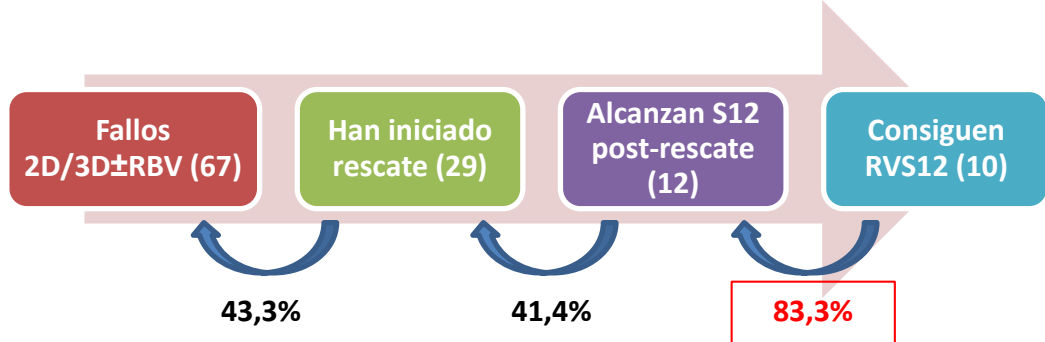 Fallos
2D/3D±RBV (67)
Han iniciado
rescate (29)
Alcanzan S12
post-rescate
(12)
Consiguen
RVS12 (10)
43,3%
41,4%
83,3%